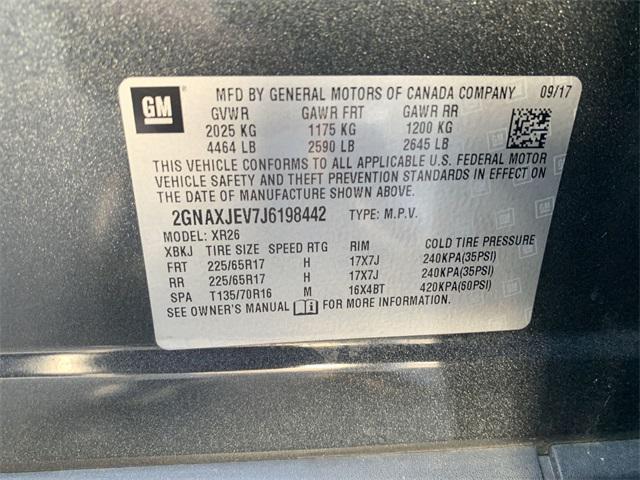 GM
MFD BY GENERAL MOTORS OF CANADA COMPANY 09/17
GVWR GAWR FRT GAWR RR
2025 KG 1175 KG 1200 KG
4464 LB 2590 LB 2645 LB
THIS VEHICLE CONFORMS TO ALL APPLICABLE U.S. FEDERAL MOTOR
VEHICLE SAFETY AND THEFT PREVENTION STANDARDS IN EFFECT ON
THE DATE OF MANUFACTURE SHOWN ABOVE.
2GNAXJEV7J6198442 TYPE: M.P.V.
MODEL: XR26
XBKJ TIRE SIZE SPEED RTG RIM COLD TIRE PRESSURE
FRT 225/65R17 H 17X7J 240KPA(35PSI)
RR 225/65R17 H 17X7J 240KPA(35PSI)
SPA T135/70R16 M 16X4BT 420KPA(60PSI)
SEE OWNER'S MANUAL FOR MORE INFORMATION.